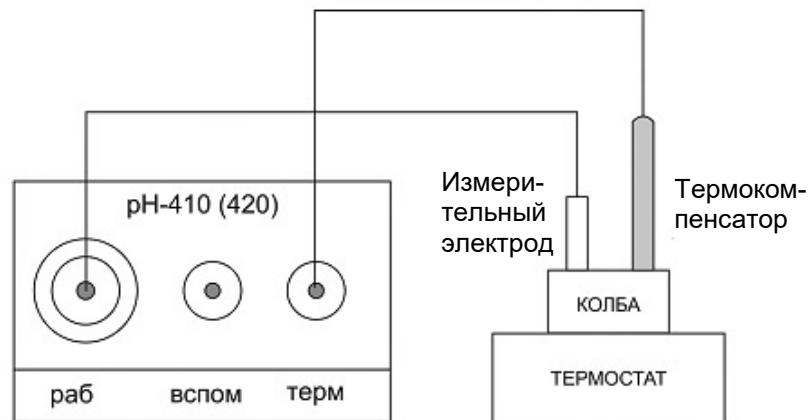 pH-410 (420)
раб вспом терм
Измери-
тельный
электрод
Термоком-
пенсатор
КОЛБА
ТЕРМОСТАТ